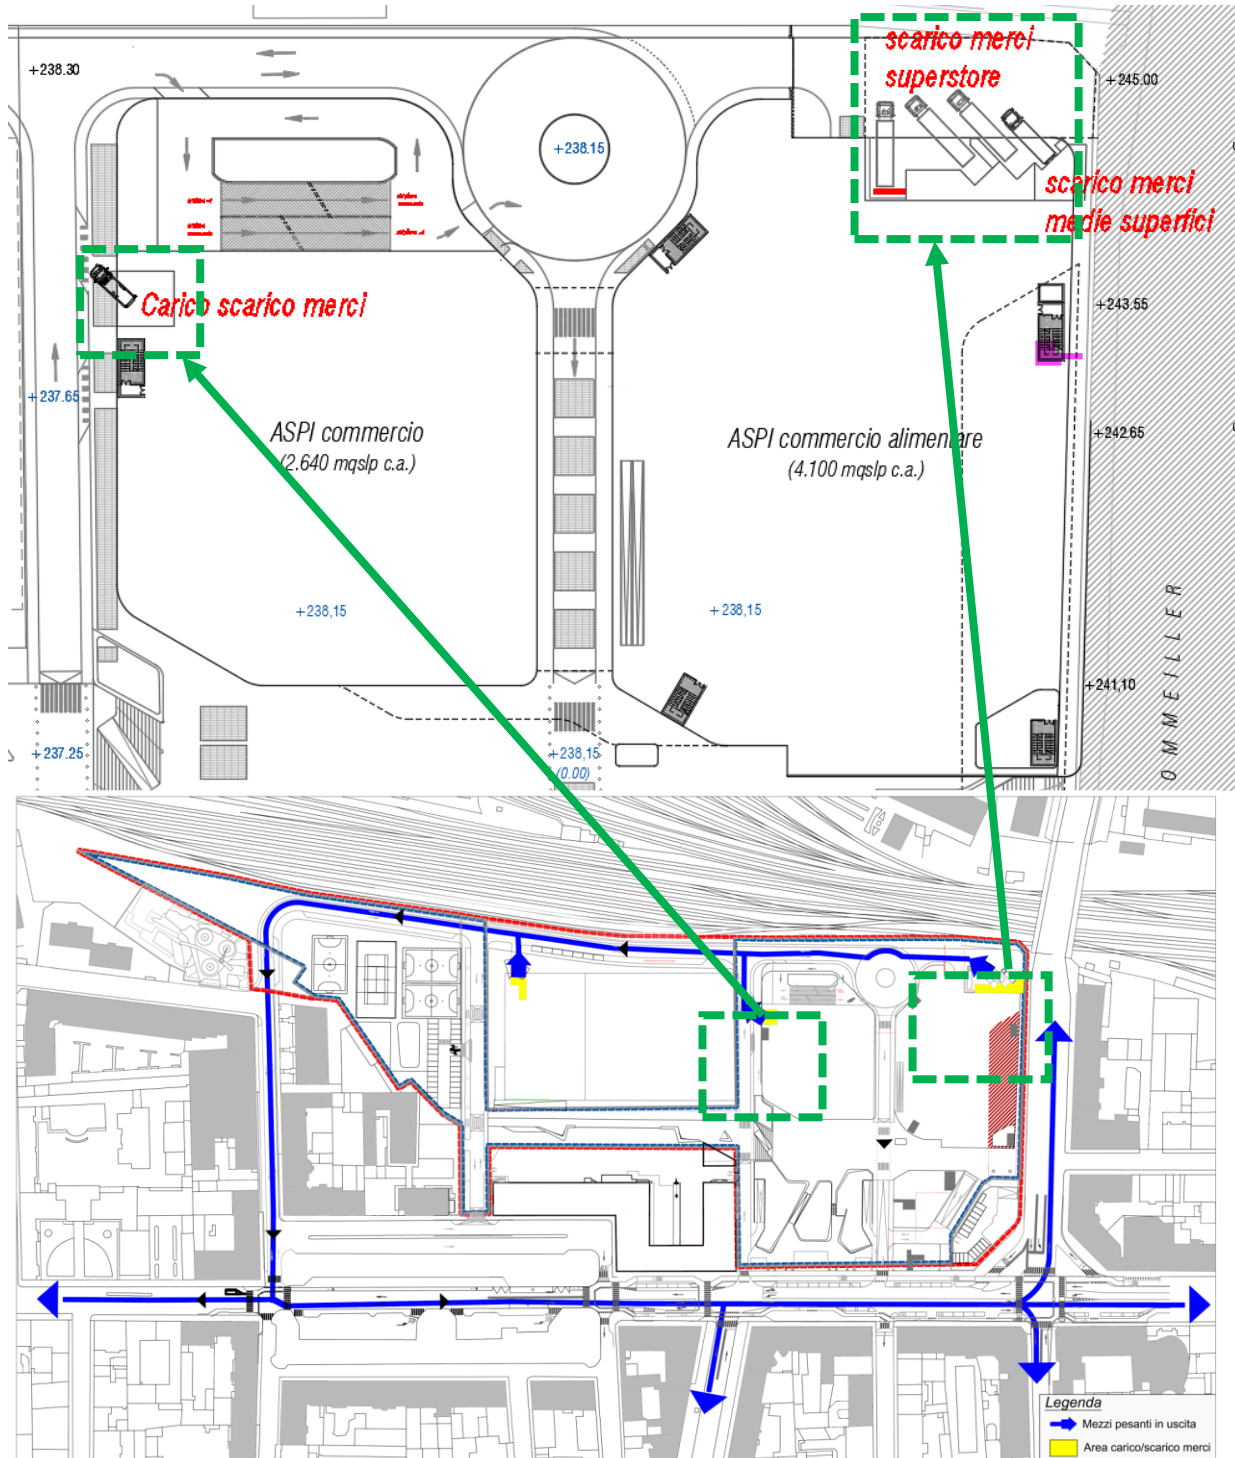 scarico merci
superstore
+238.30
+245.00
+238.15
scarico merci
medie superfici
Carico scarico merci
+243.55
+237.65
ASPI commercio
(2.640 mqslp c.a.)
ASPI commercio alimentare
(4.100 mqslp c.a.)
+242.65
+238,15
+238,15
OMMEILLER
+241,10
+237.25
+238,15
(0.00)
Legenda
Mezzi pesanti in uscita
Area carico/scarico merci